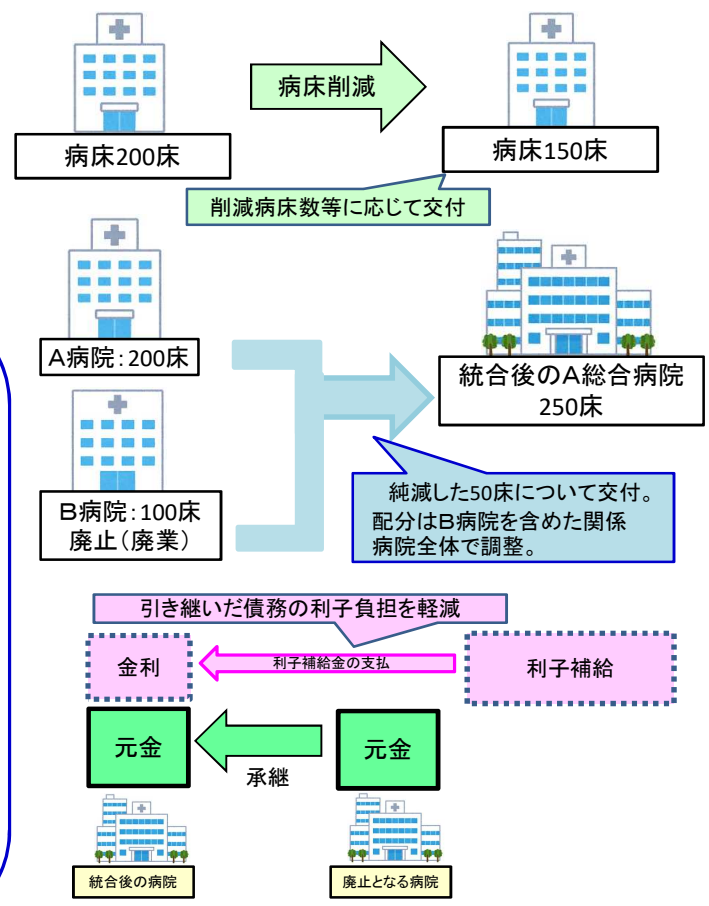 病床削減
病床200床
病床150床
削減病床数等に応じて交付
A病院：200床
統合後のA総合病院
250床
B病院：100床
廃止（廃業）
純減した50床について交付。
配分はB病院を含めた関係
病院全体で調整。
引き継いだ債務の利子負担を軽減
金利
利子補給金の支払
利子補給
元金
承継
元金
統合後の病院
廃止となる病院